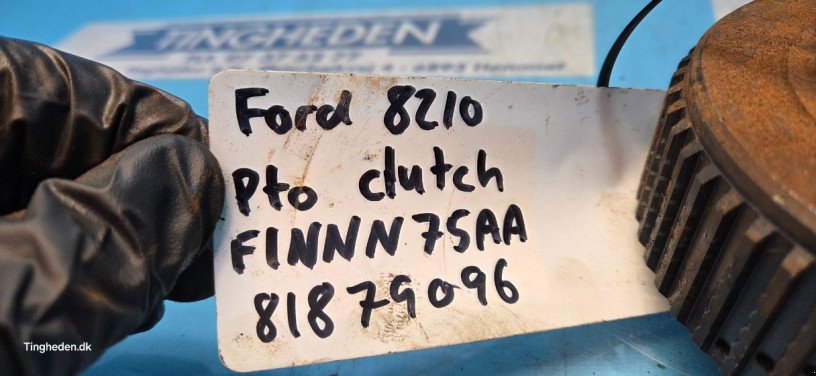 TINGHEDEN
Ford 8210
Pto clutch
F1NNN75AA
81879096
Tingheden.dk